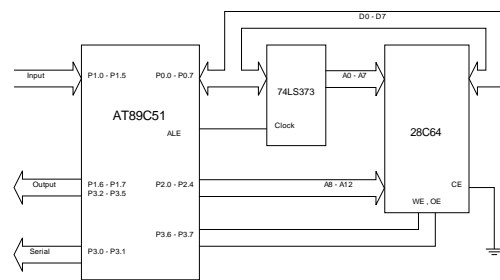 D0 - D7
Input
P1.0 - P1.5
P0.0 - P0.7
A0 - A7
74LS373
AT89C51
ALE
Clock
28C64
Output
P1.6 - P1.7
P3.2 - P3.5
P2.0 - P2.4
A8 - A12
CE
WE , OE
P3.6 - P3.7
Serial
P3.0 - P3.1